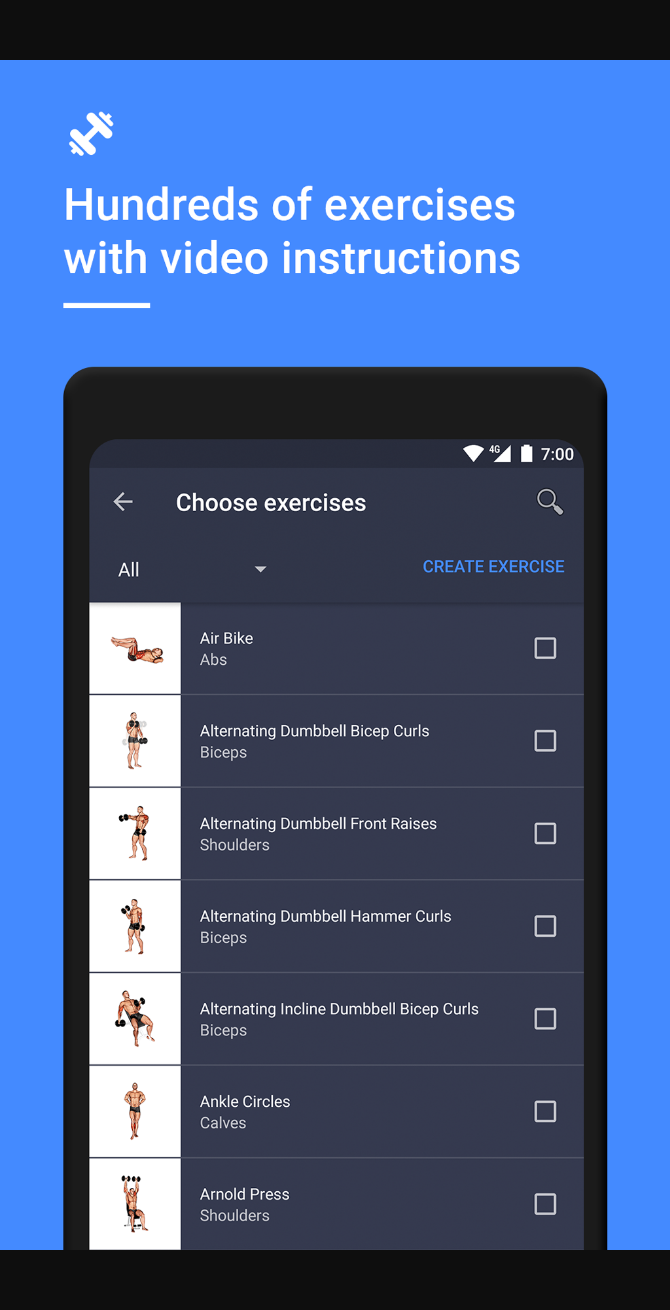 Hundreds of exercises
with video instructions
4G 7:00
Choose exercises
All
CREATE EXERCISE
Air Bike
Abs
Alternating Dumbbell Bicep Curls
Biceps
Alternating Dumbbell Front Raises
Shoulders
Alternating Dumbbell Hammer Curls
Biceps
Alternating Incline Dumbbell Bicep Curls
Biceps
Ankle Circles
Calves
Arnold Press
Shoulders